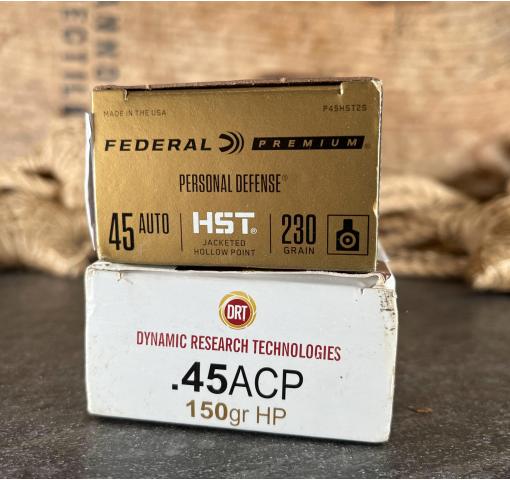 MADE IN THE USA
P45HST2S
FEDERAL PREMIUM®
PERSONAL DEFENSE®
45 AUTO
HST®
JACKETED
HOLLOW POINT
230
GRAIN
DRT
DYNAMIC RESEARCH TECHNOLOGIES
.45ACP
150gr HP